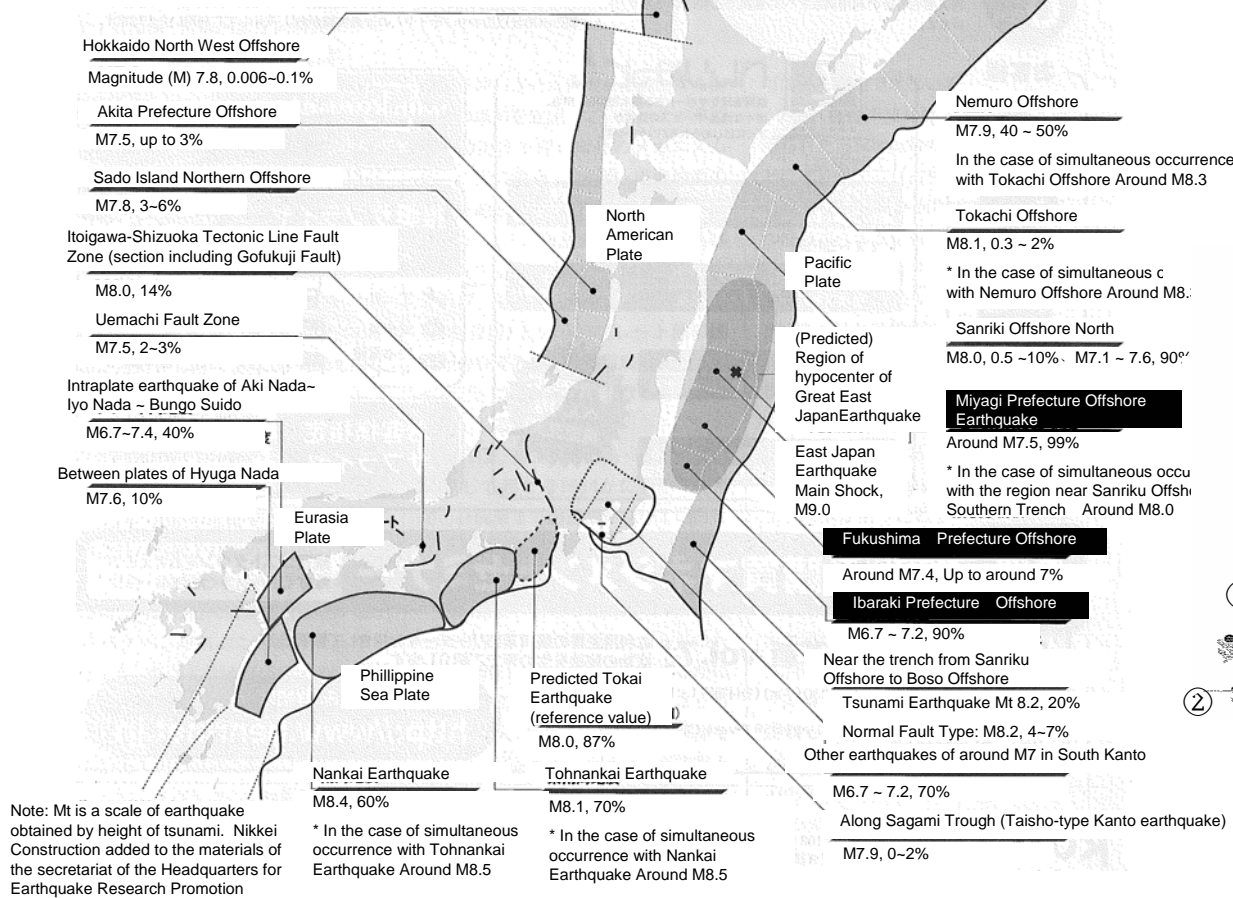 Hokkaido North West Offshore
Magnitude (M) 7.8, 0.006~0.1%
Akita Prefecture Offshore
M7.5, up to 3%
Sado Island Northern Offshore
M7.8, 3~6%
Itoigawa-Shizuoka Tectonic Line Fault
Zone (section including Gofukuji Fault)
M8.0, 14%
Uemachi Fault Zone
M7.5, 2~3%
Intraplate earthquake of Aki Nada~
Iyo Nada ~ Bungo Suido
M6.7~7.4, 40%
Between plates of Hyuga Nada
M7.6, 10%
Eurasia
Plate
North
American
Plate
Pacific
Plate
(Predicted)
Region of
hypocenter of
Great East
JapanEarthquake
East Japan
Earthquake
Main Shock,
M9.0
Phillippine
Sea Plate
Predicted Tokai
Earthquake
(reference value)
M8.0, 87%
Nankai Earthquake
M8.4, 60%
* In the case of simultaneous
occurrence with Tohnankai
Earthquake Around M8.5
Tohnankai Earthquake
M8.1, 70%
* In the case of simultaneous
occurrence with Nankai
Earthquake Around M8.5
Nemuro Offshore
M7.9, 40 ~ 50%
In the case of simultaneous occurrence
with Tokachi Offshore Around M8.3
Tokachi Offshore
M8.1, 0.3 ~ 2%
* In the case of simultaneous
with Nemuro Offshore Around M8.
Sanriki Offshore North
M8.0, 0.5 ~10%、 M7.1 ~ 7.6, 90%
Miyagi Prefecture Offshore
Earthquake
Around M7.5, 99%
* In the case of simultaneous occu
with the region near Sanriku Offsh
Southern Trench Around M8.0
Fukushima Prefecture Offshore
Around M7.4, Up to around 7%
Ibaraki Prefecture Offshore
M6.7 ~ 7.2, 90%
Near the trench from Sanriku
Offshore to Boso Offshore
Tsunami Earthquake Mt 8.2, 20%
Normal Fault Type: M8.2, 4~7%
Other earthquakes of around M7 in South Kanto
M6.7 ~ 7.2, 70%
Along Sagami Trough (Taisho-type Kanto earthquake)
M7.9, 0~2%
②
Note: Mt is a scale of earthquake
obtained by height of tsunami. Nikkei
Construction added to the materials of
the secretariat of the Headquarters for
Earthquake Research Promotion